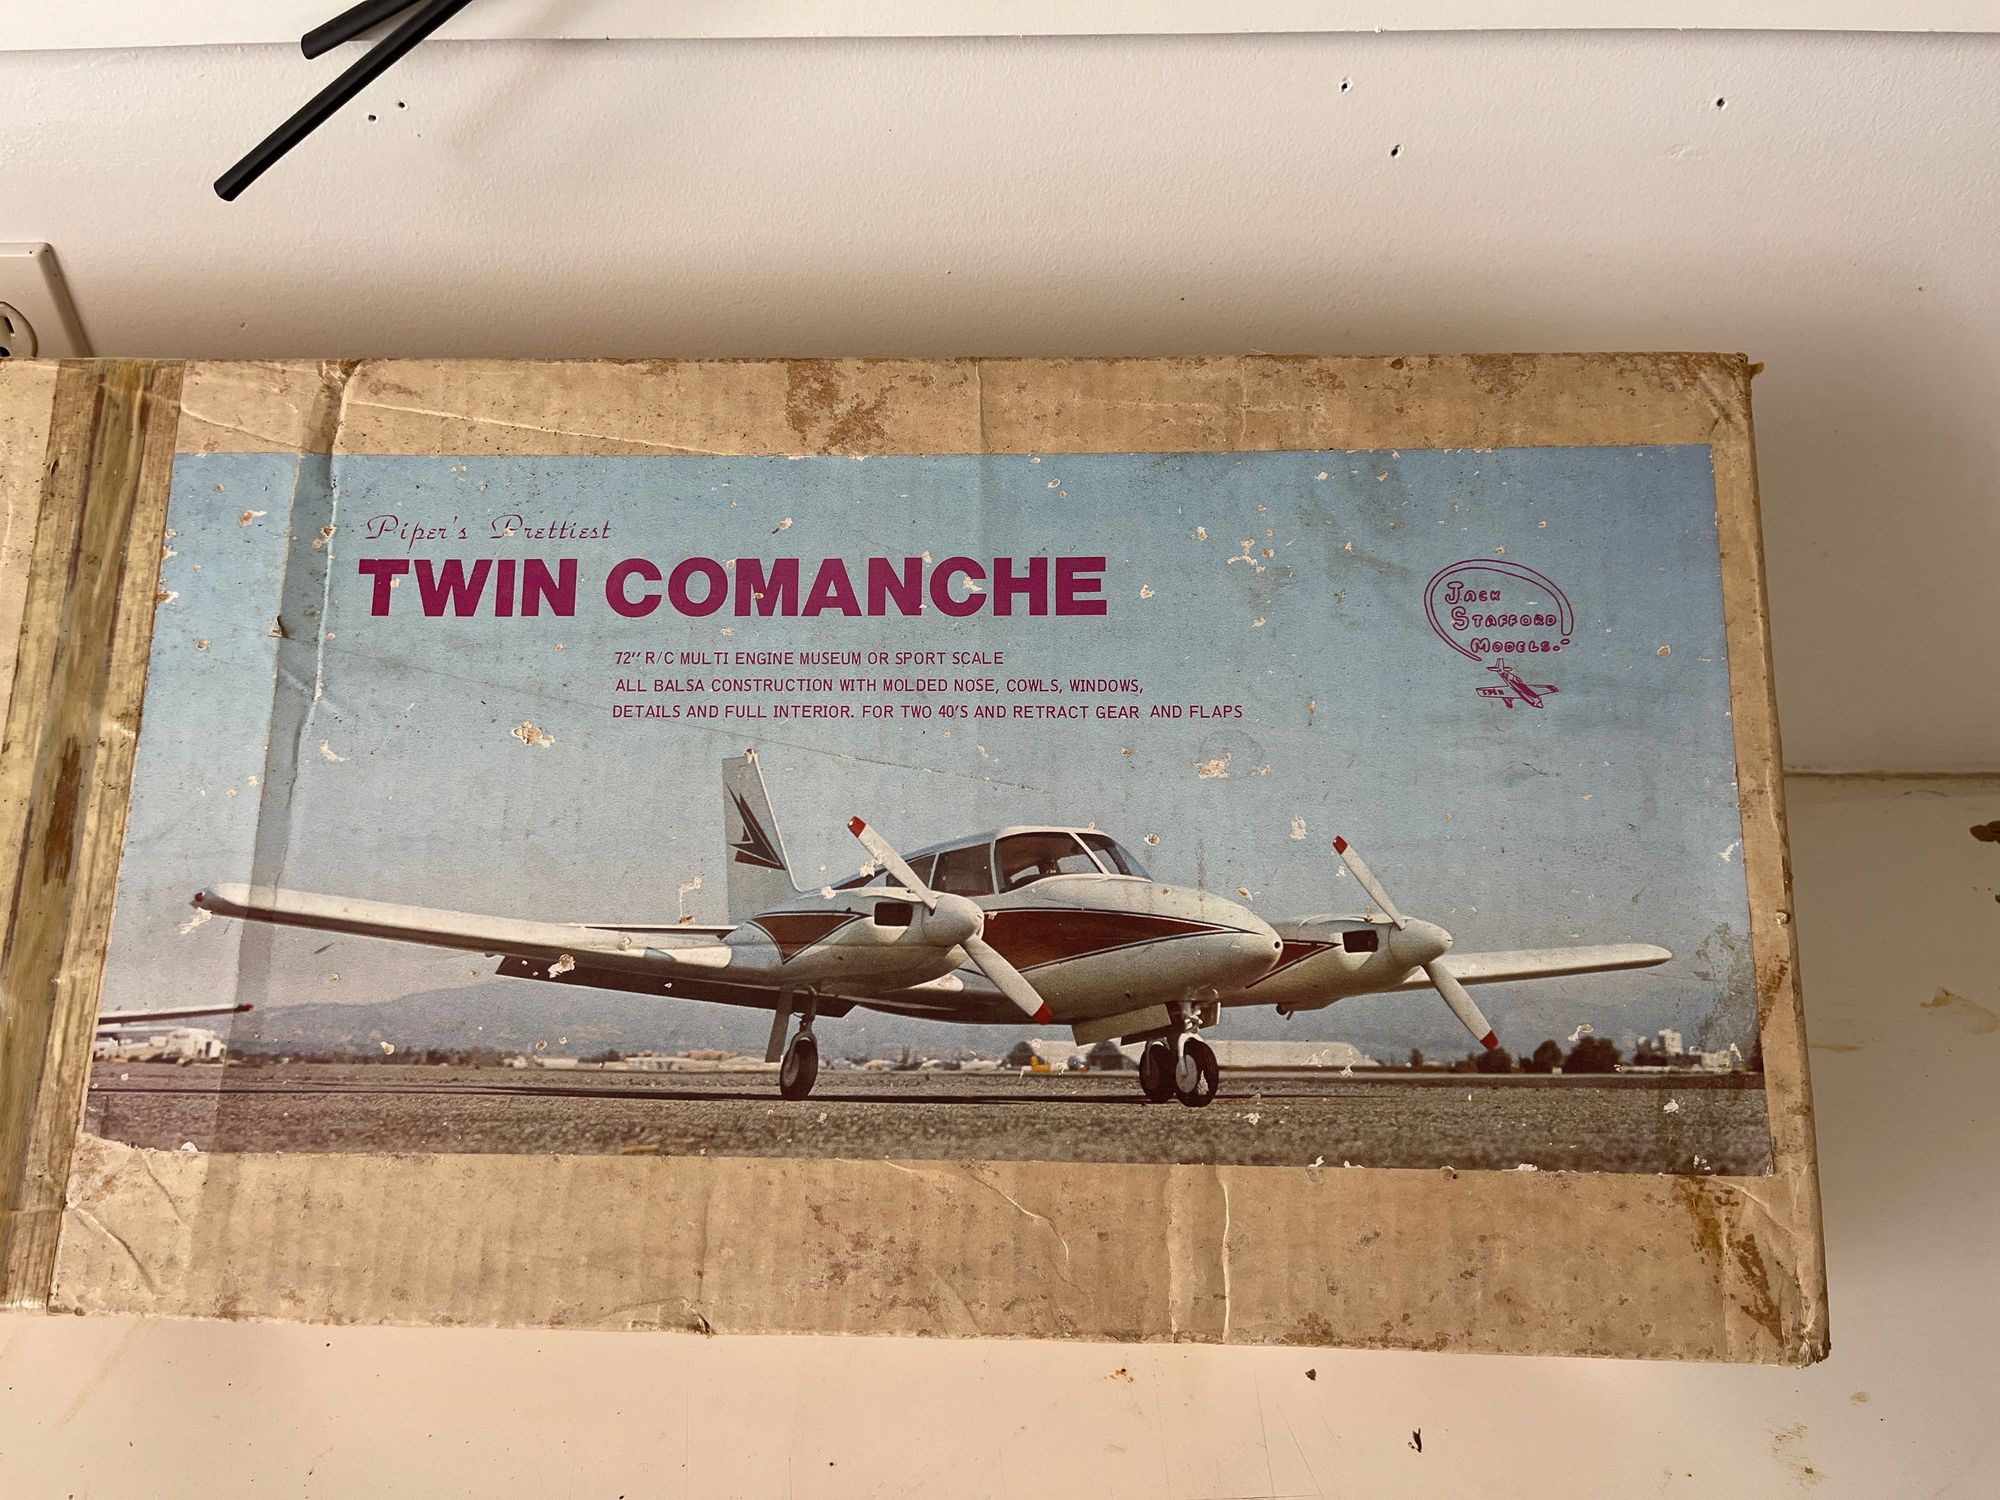 Piper's Prettiest
TWIN COMANCHE
72" R/C MULTI ENGINE MUSEUM OR SPORT SCALE
ALL BALSA CONSTRUCTION WITH MOLDED NOSE, COWLS, WINDOWS,
DETAILS AND FULL INTERIOR. FOR TWO 40'S AND RETRACT GEAR AND FLAPS
JACK
STAFFORD
MODELS.